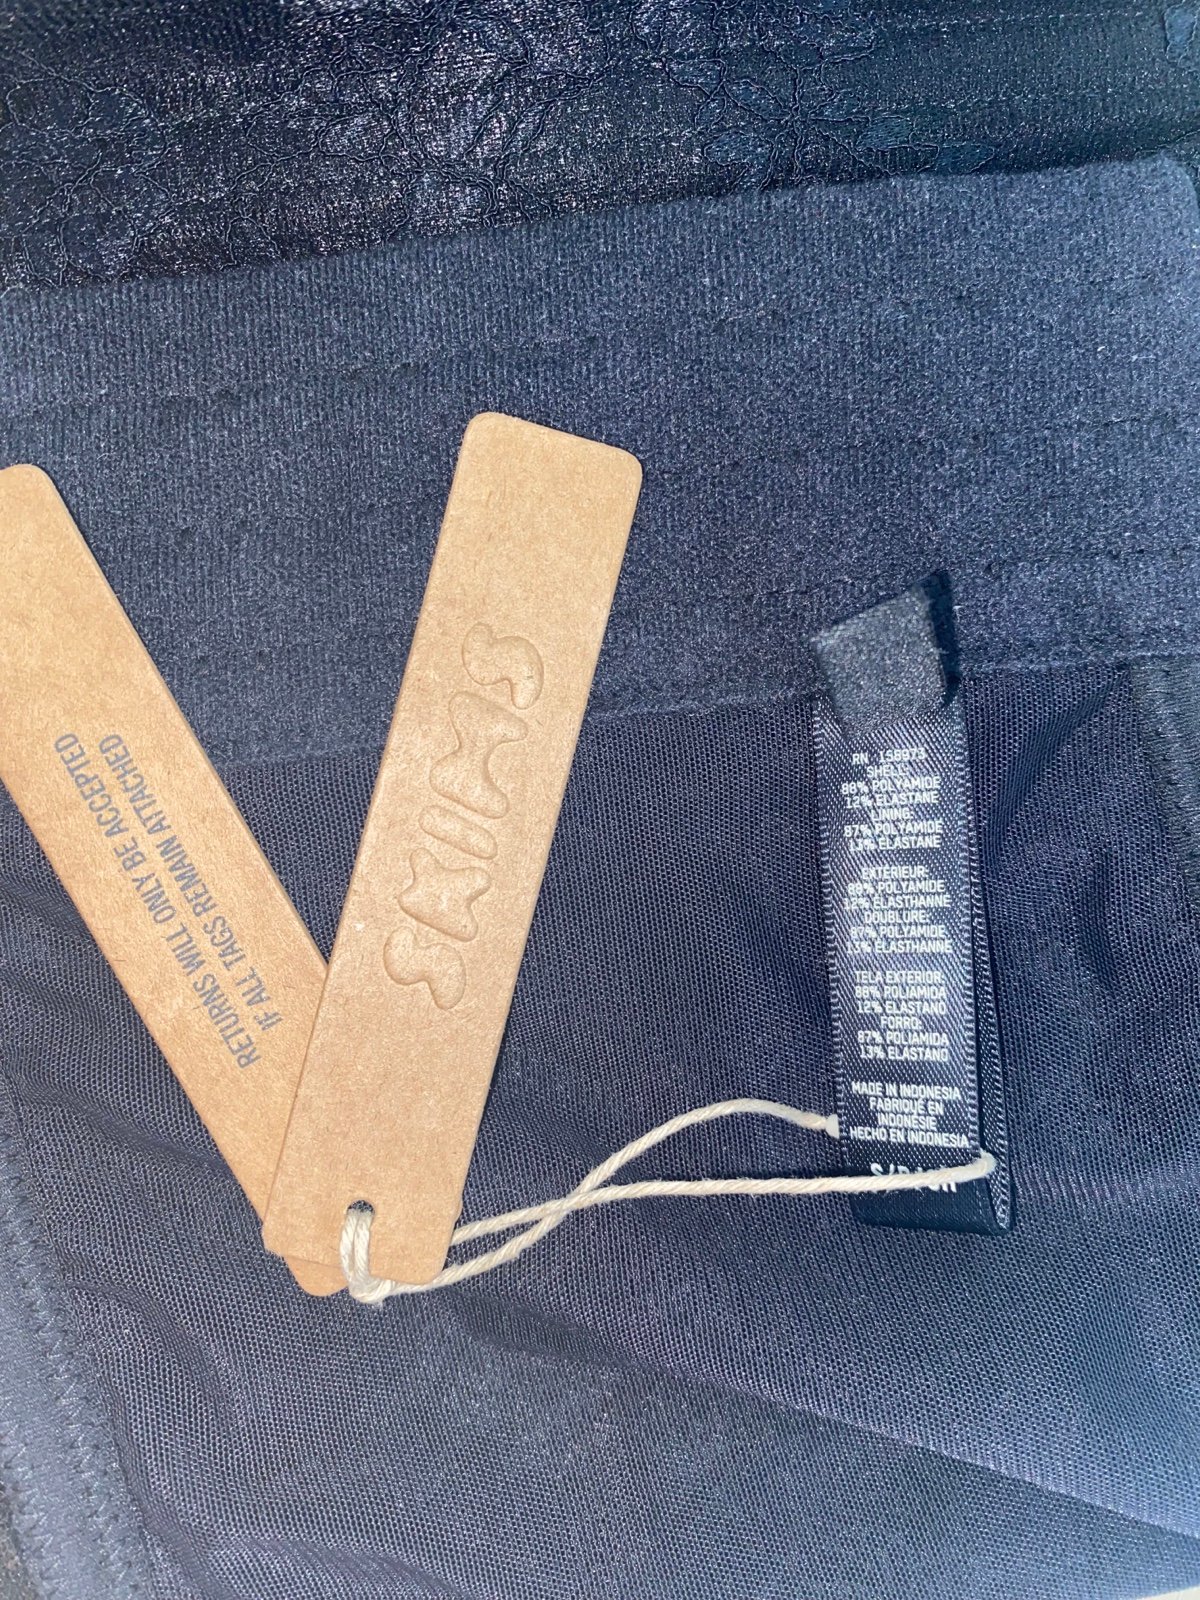 RETURNS WILL ONLY BE ACCEPTED
IF ALL TAGS REMAIN ATTACHED
SKIMS
RN 156973
SHELL:
88% POLYAMIDE
12% ELASTANE
LINING:
87% POLYAMIDE
13% ELASTANE
EXTERIEUR:
88% POLYAMIDE
12% ELASTHANNE
DOUBLURE:
87% POLYAMIDE
13% ELASTHANNE
TELA EXTERIOR:
88% POLIAMIDA
12% ELASTANO
FORRO:
87% POLIAMIDA
13% ELASTANO
MADE IN INDONESIA
FABRIQUÉ EN
INDONÉSIE
HECHO EN INDONESIA